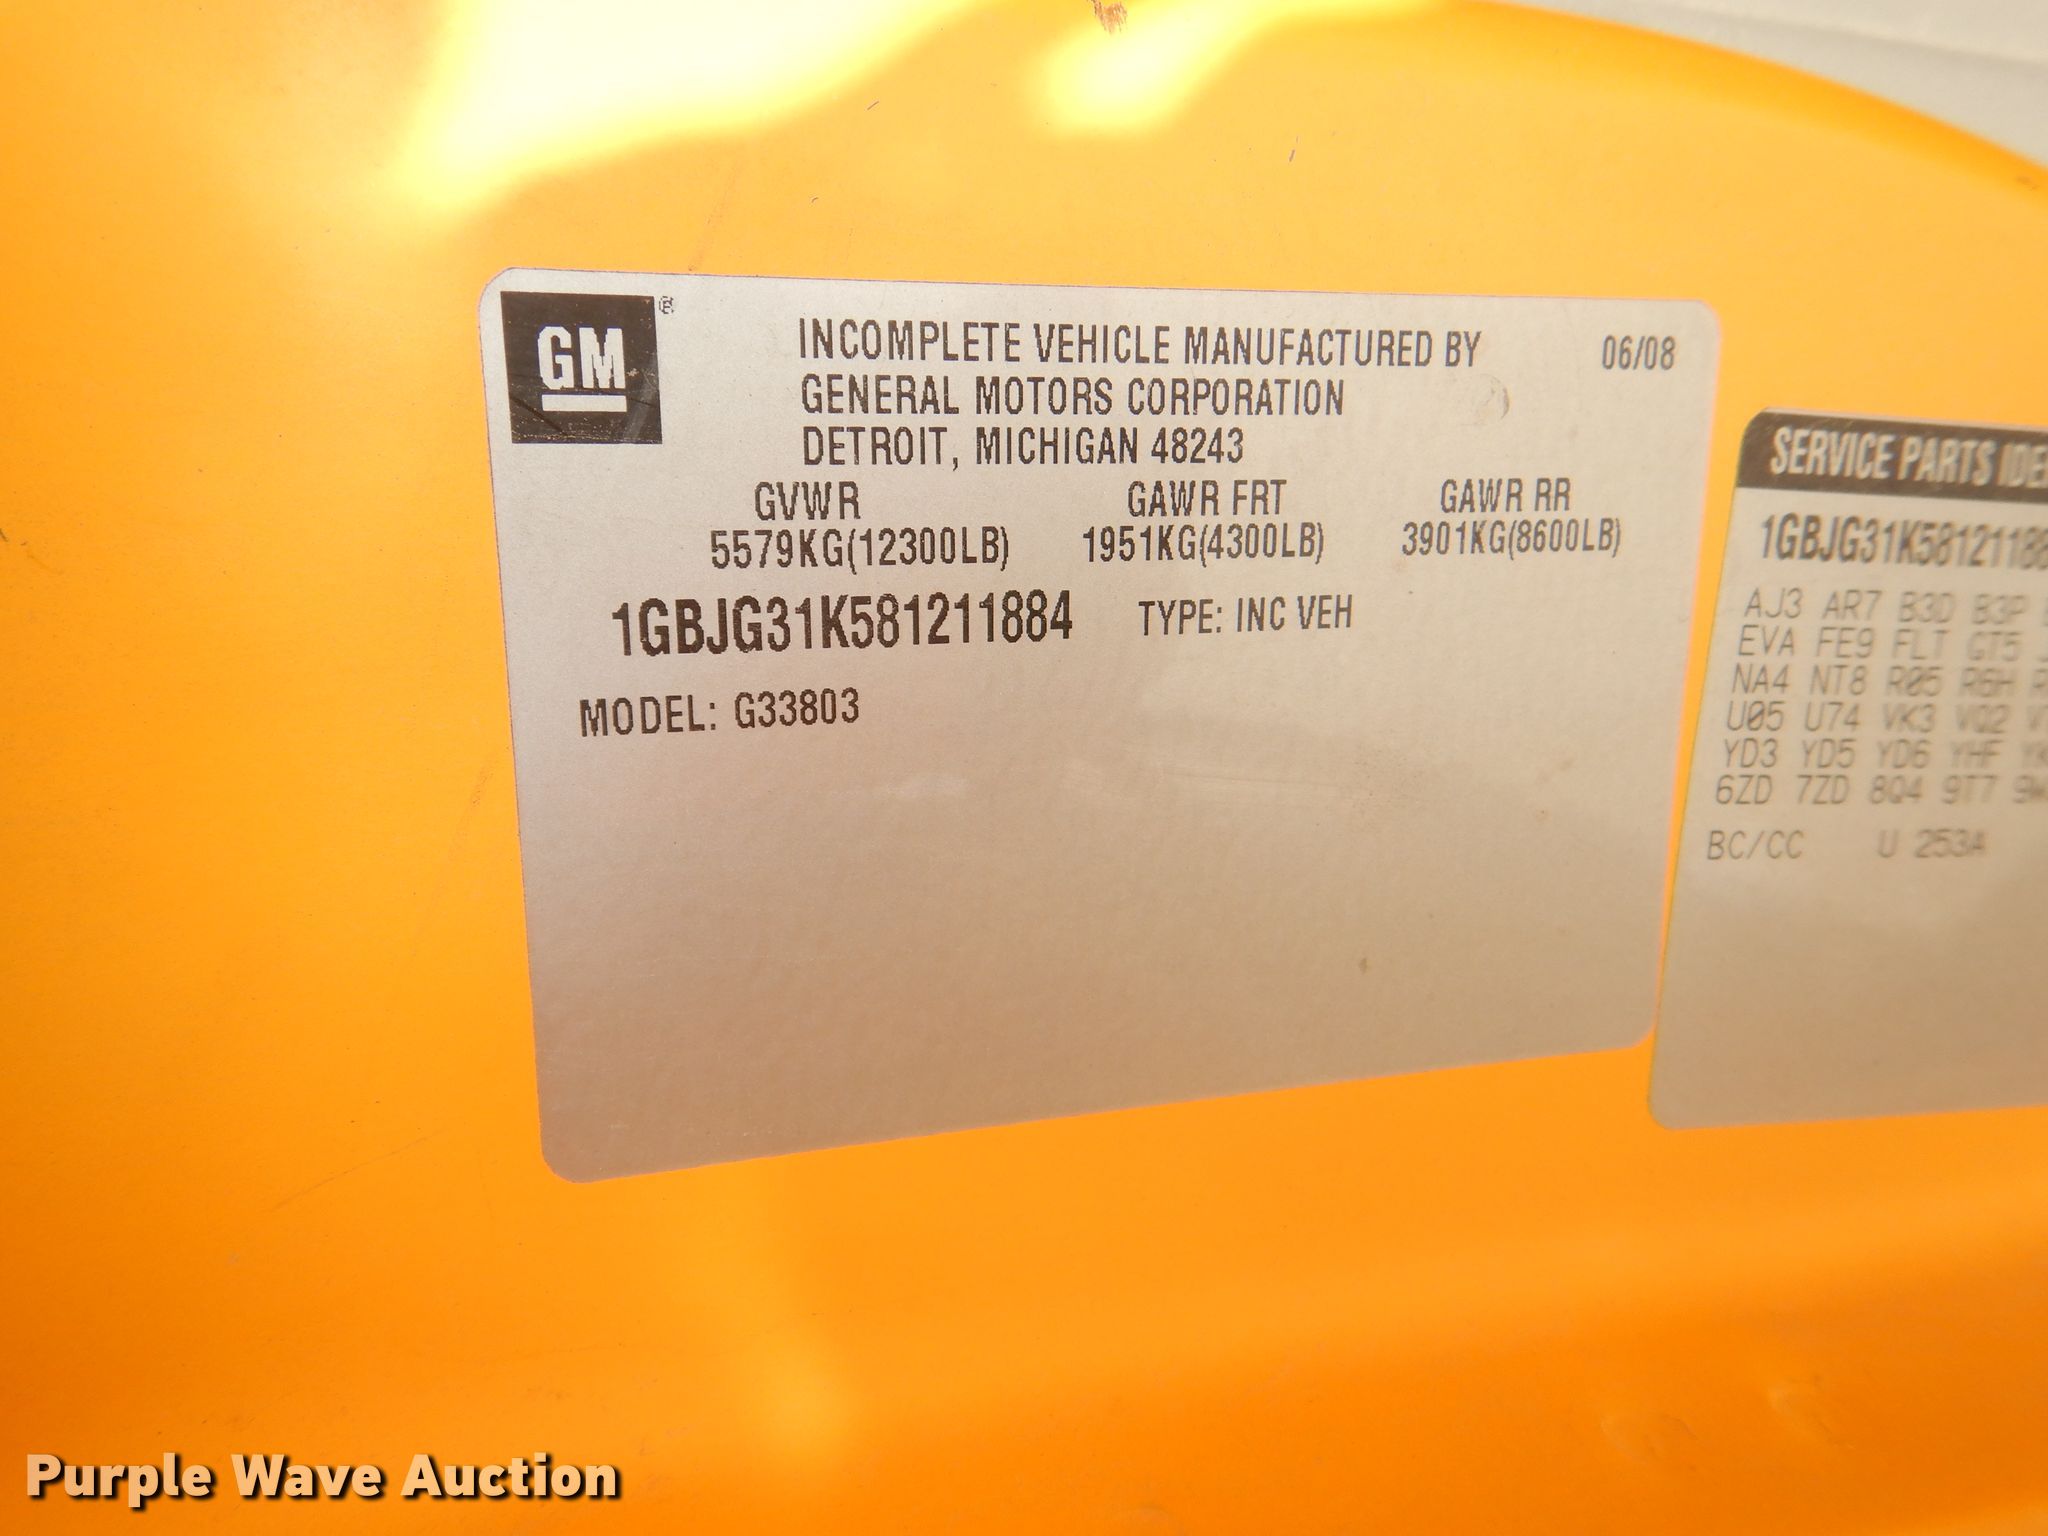 GM ®
INCOMPLETE VEHICLE MANUFACTURED BY 06/08
GENERAL MOTORS CORPORATION
DETROIT, MICHIGAN 48243
GVWR GAWR FRT GAWR RR
5579KG(12300LB) 1951KG(4300LB) 3901KG(8600LB)
1GBJG31K581211884 TYPE: INC VEH
MODEL: G33803
SERVICE PARTS IDE
1GBJG31K58121188
AJ3 AR7 B3D B3P
EVA FE9 FLT GT5
NA4 NT8 R05 R6H
U05 U74 VK3 VQ2
YD3 YD5 YD6 YHF
6ZD 7ZD 8Q4 9T7
BC/CC U 253A
Purple Wave Auction